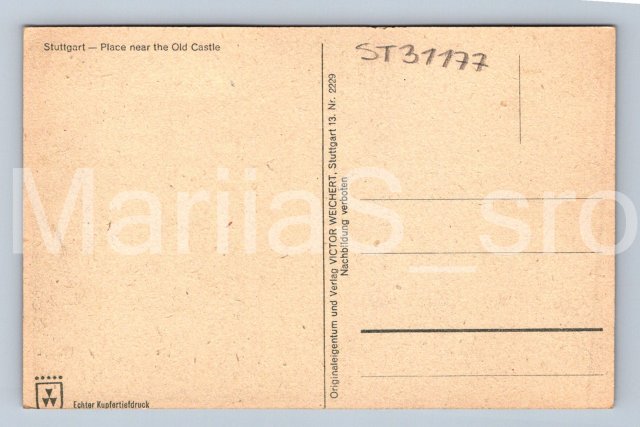 Stuttgart — Place near the Old Castle
ST31177
Originaleigentum und Verlag VICTOR WEICHERT, Stuttgart 13. Nr. 2229
Nachbildung verboten
MariiaS_sro
Echter Kupfertiefdruck